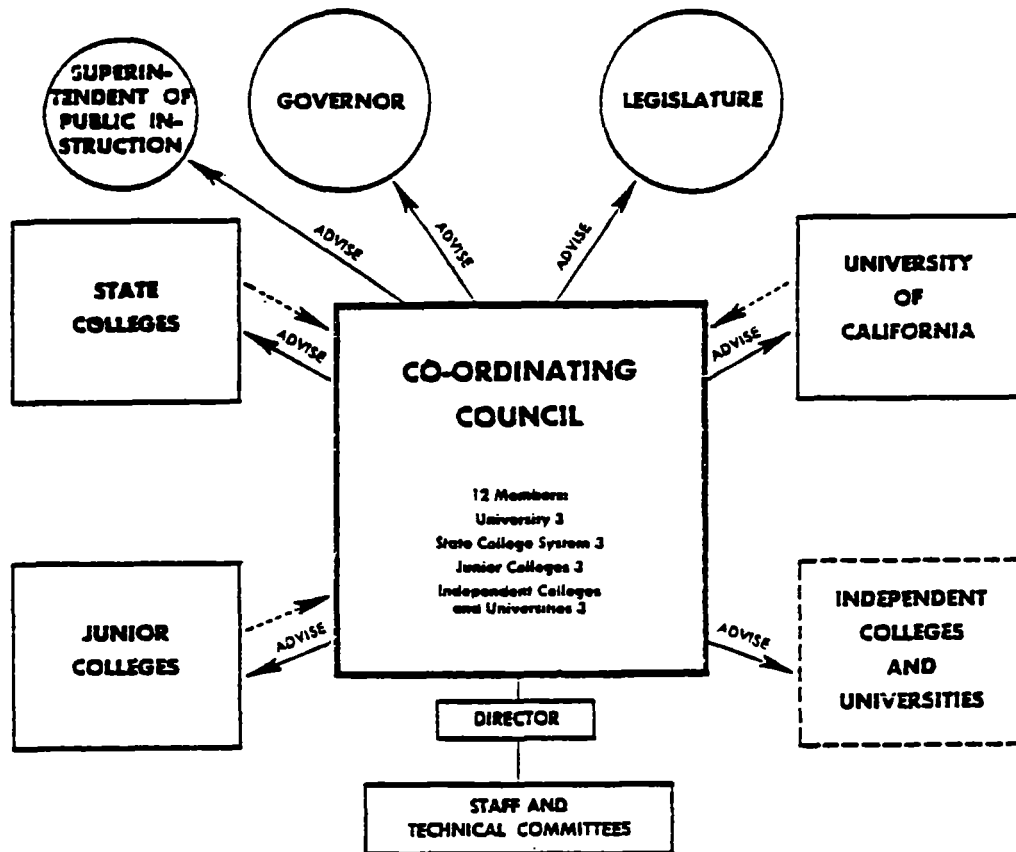 SUPERIN-
TENDENT OF
PUBLIC IN-
STRUCTION
GOVERNOR
LEGISLATURE
ADVISE
ADVISE
ADVISE
STATE
COLLEGES
ADVISE
UNIVERSITY
OF
CALIFORNIA
ADVISE
CO-ORDINATING
COUNCIL
12 Members:
University 3
State College System 3
Junior Colleges 3
Independent Colleges
and Universities 3
JUNIOR
COLLEGES
ADVISE
INDEPENDENT
COLLEGES
AND
UNIVERSITIES
ADVISE
DIRECTOR
STAFF AND
TECHNICAL COMMITTEES